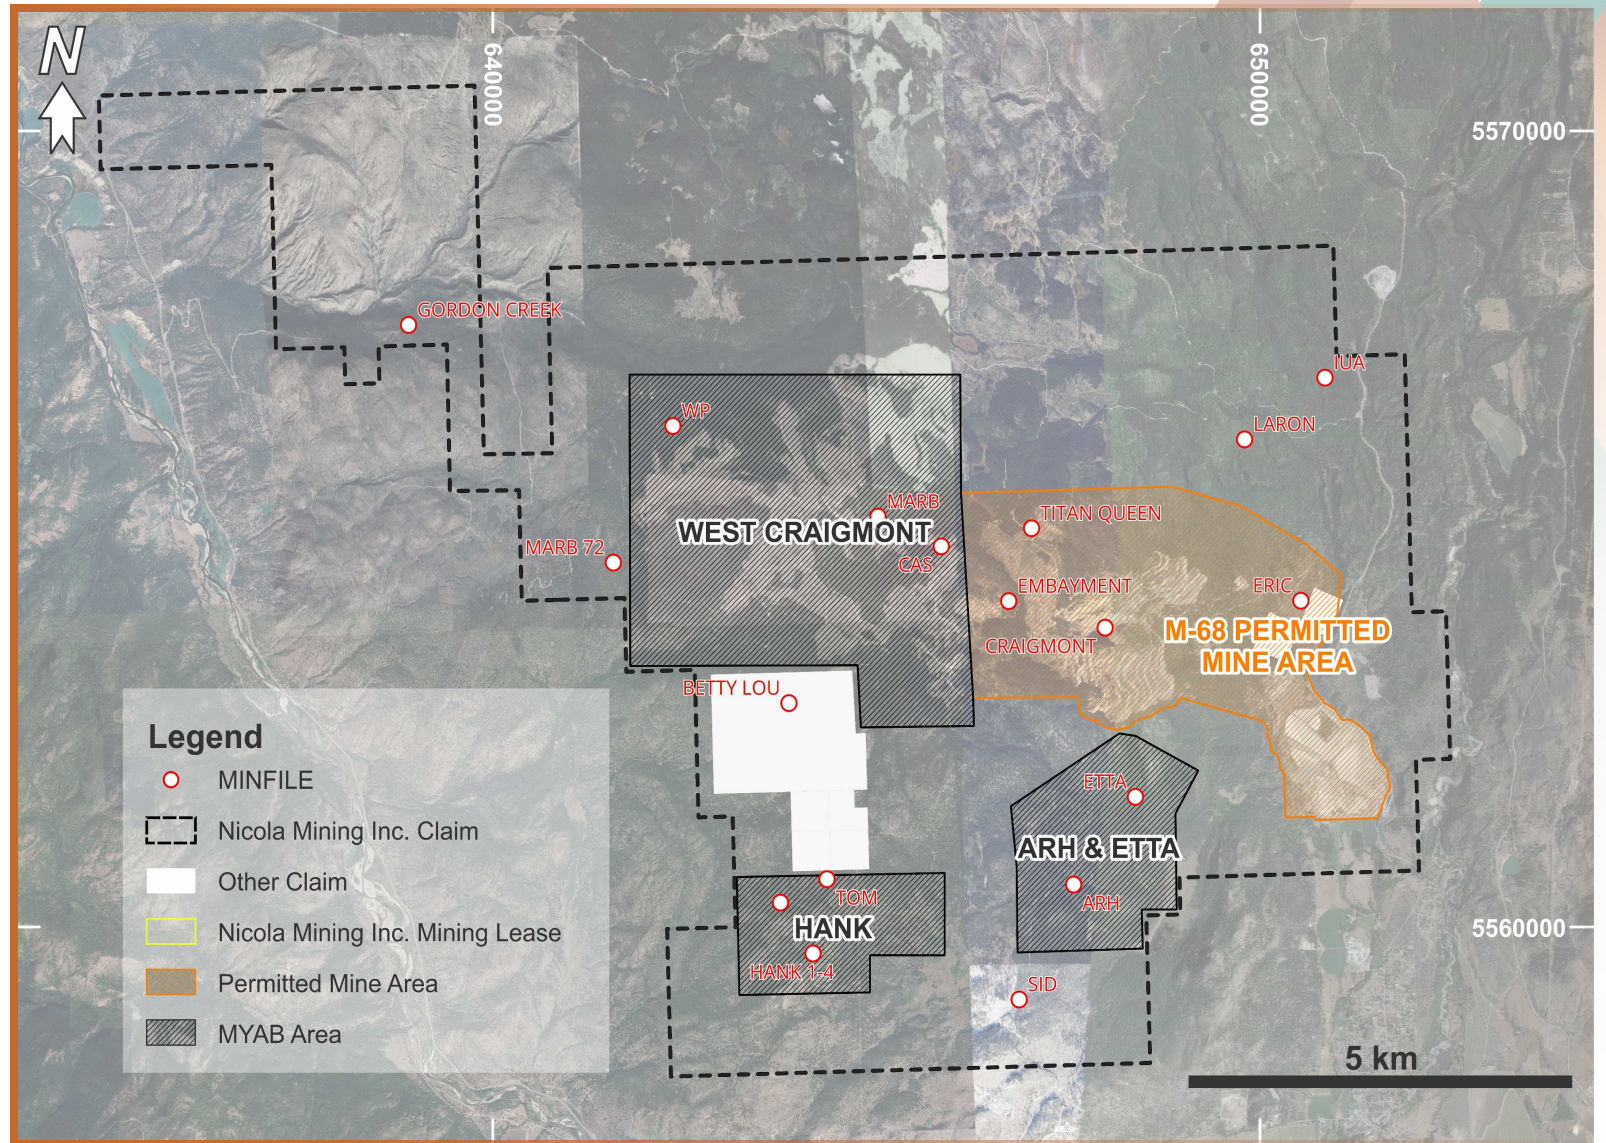 N
640000
650000
5570000
GORDON CREEK
IUA
WP
LARON
MARB
TITAN QUEEN
WEST CRAIGMONT
MARB 72
CAS
EMBAYMENT
ERIC
CRAIGMONT
M-68 PERMITTED
MINE AREA
BETTY LOU
ETTA
ARH & ETTA
TOM
ARH
HANK
5560000
HANK 1-4
SID
Legend
MINFILE
Nicola Mining Inc. Claim
Other Claim
Nicola Mining Inc. Mining Lease
Permitted Mine Area
MYAB Area
5 km